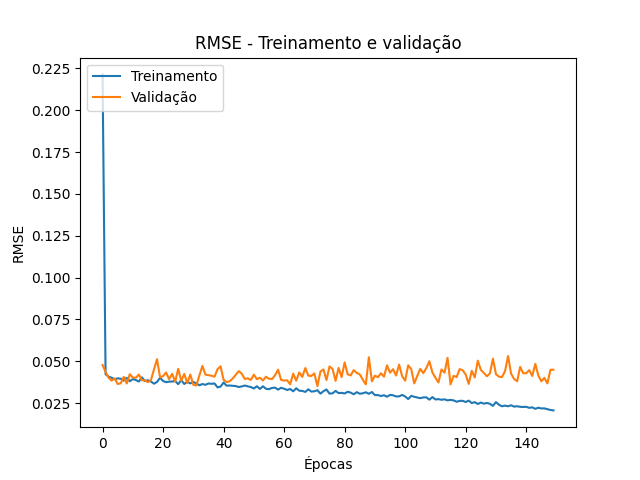 RMSE - Treinamento e validação
Treinamento
Validação
RMSE
0.225
0.200
0.175
0.150
0.125
0.100
0.075
0.050
0.025
0 20 40 60 80 100 120 140
Épocas